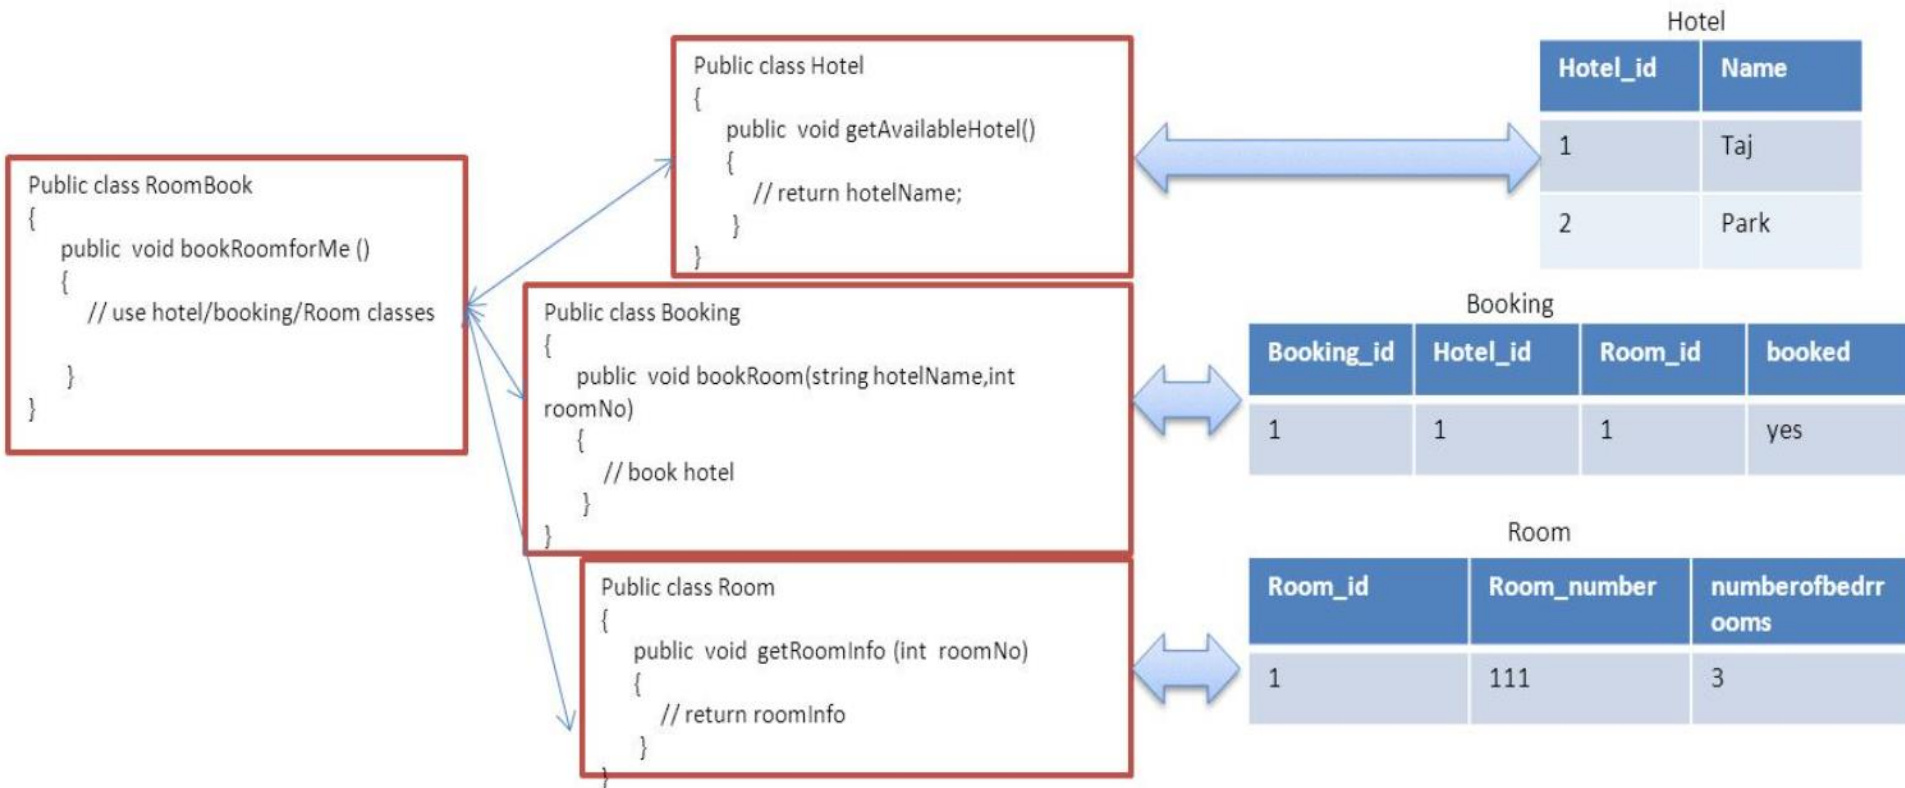 Public class RoomBook
{
public void bookRoomforMe ()
{
// use hotel/booking/Room classes
}
}
Public class Hotel
{
public void getAvailableHotel()
{
// return hotelName;
}
}
Public class Booking
{
public void bookRoom(string hotelName,int
roomNo)
{
// book hotel
}
}
Public class Room
{
public void getRoomInfo (int roomNo)
{
// return roomInfo
}
}
Hotel
Hotel_id Name
1 Taj
2 Park
Booking
Booking_id Hotel_id Room_id booked
1 1 1 yes
Room
Room_id Room_number numberofbedrr
ooms
1 111 3